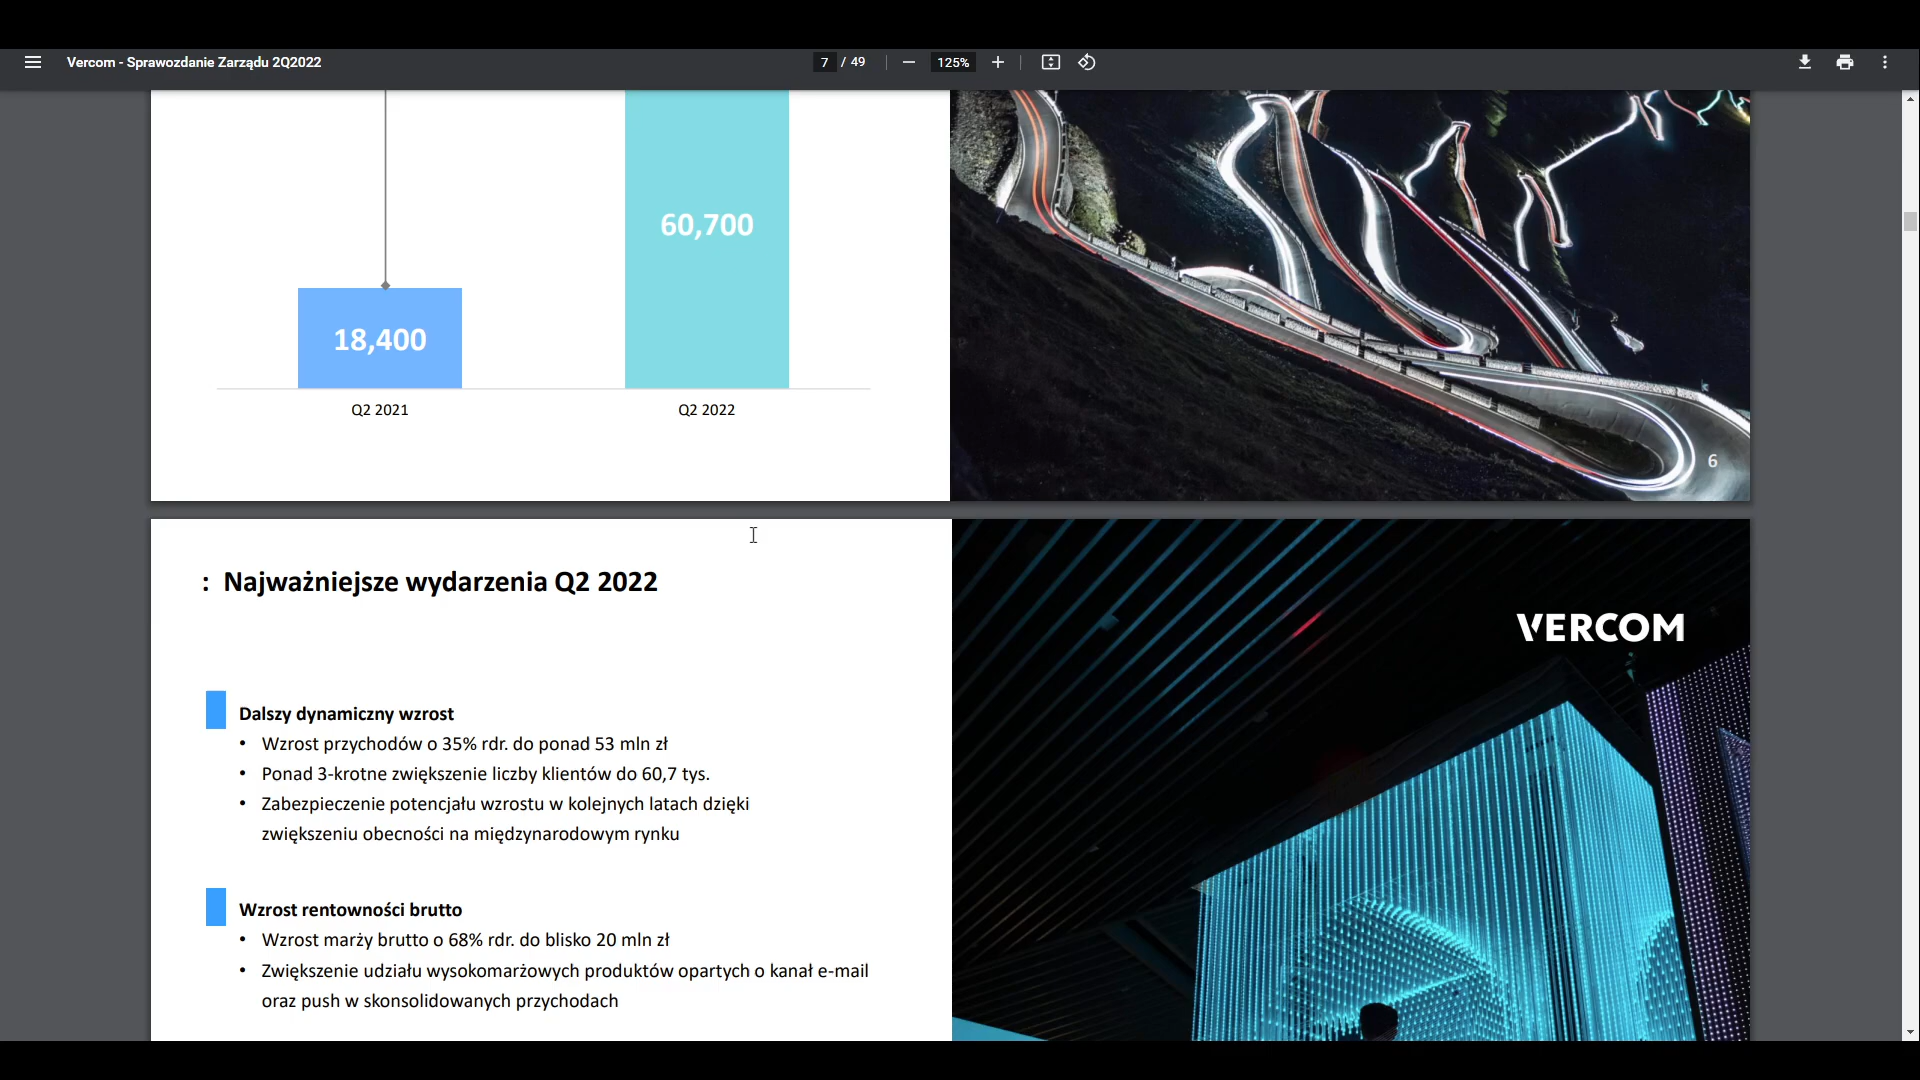 Vercom - Sprawozdanie Zarządu 2Q2022
7 / 49
125%
60,700
18,400
Q2 2021
Q2 2022
6
: Najważniejsze wydarzenia Q2 2022
VERCOM
Dalszy dynamiczny wzrost
• Wzrost przychodów o 35% rdr. do ponad 53 mln zł
• Ponad 3-krotne zwiększenie liczby klientów do 60,7 tys.
• Zabezpieczenie potencjału wzrostu w kolejnych latach dzięki
zwiększeniu obecności na międzynarodowym rynku
Wzrost rentowności brutto
• Wzrost marży brutto o 68% rdr. do blisko 20 mln zł
• Zwiększenie udziału wysokomarżowych produktów opartych o kanał e-mail
oraz push w skonsolidowanych przychodach